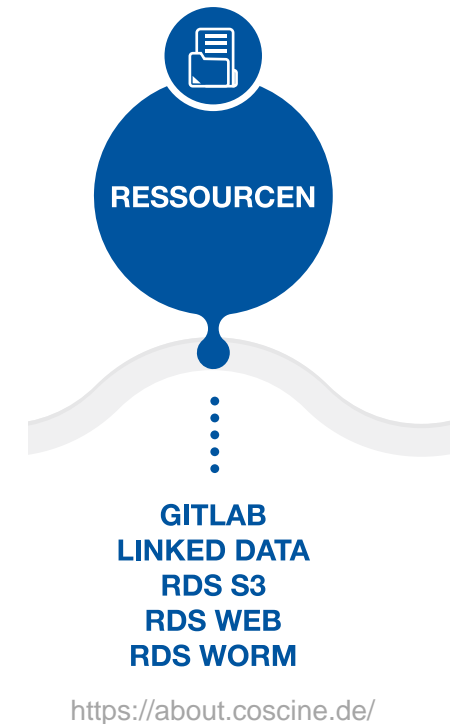 RESSOURCEN
GITLAB
LINKED DATA
RDS S3
RDS WEB
RDS WORM
https://about.coscine.de/